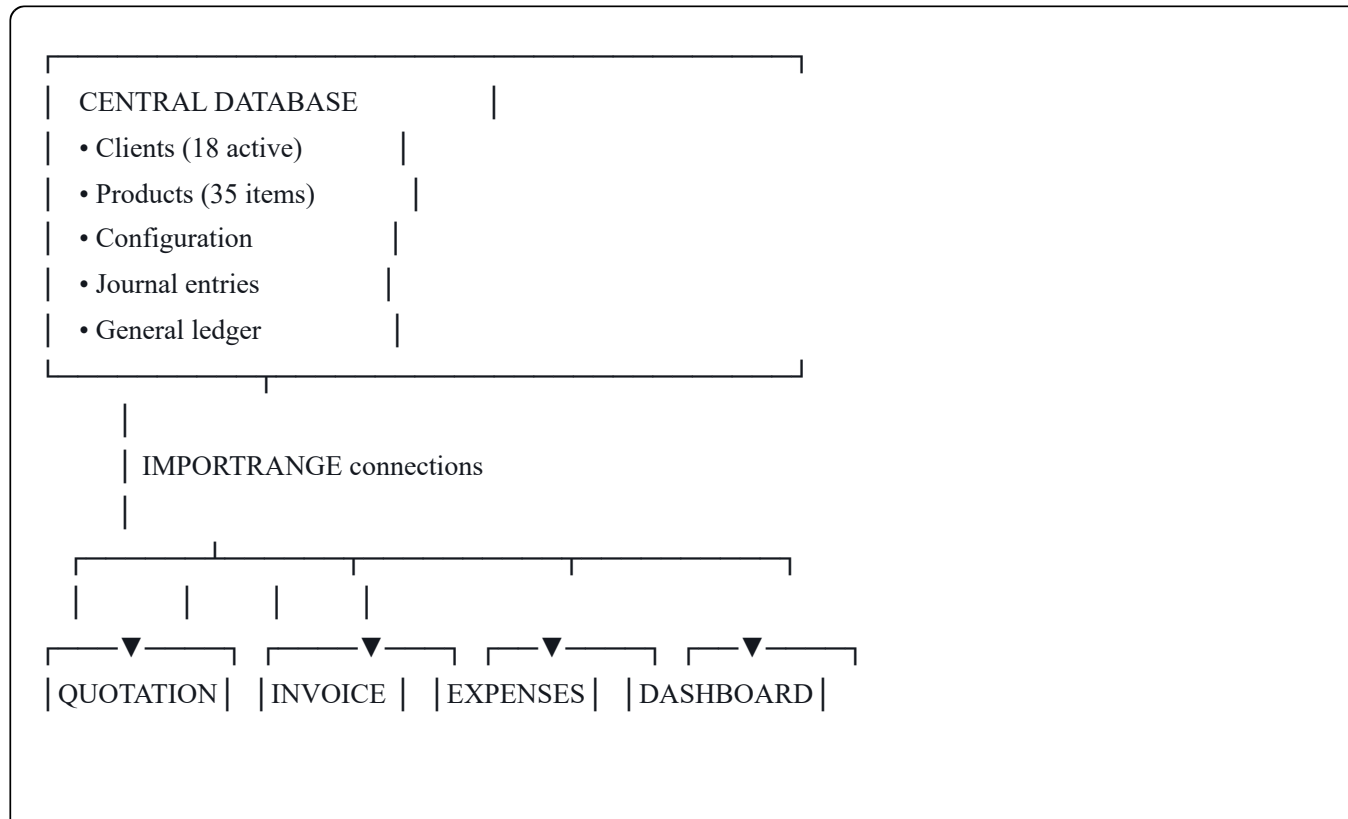 CENTRAL DATABASE
• Clients (18 active)
• Products (35 items)
• Configuration
• Journal entries
• General ledger
IMPORTRANGE connections
QUOTATION INVOICE EXPENSES DASHBOARD